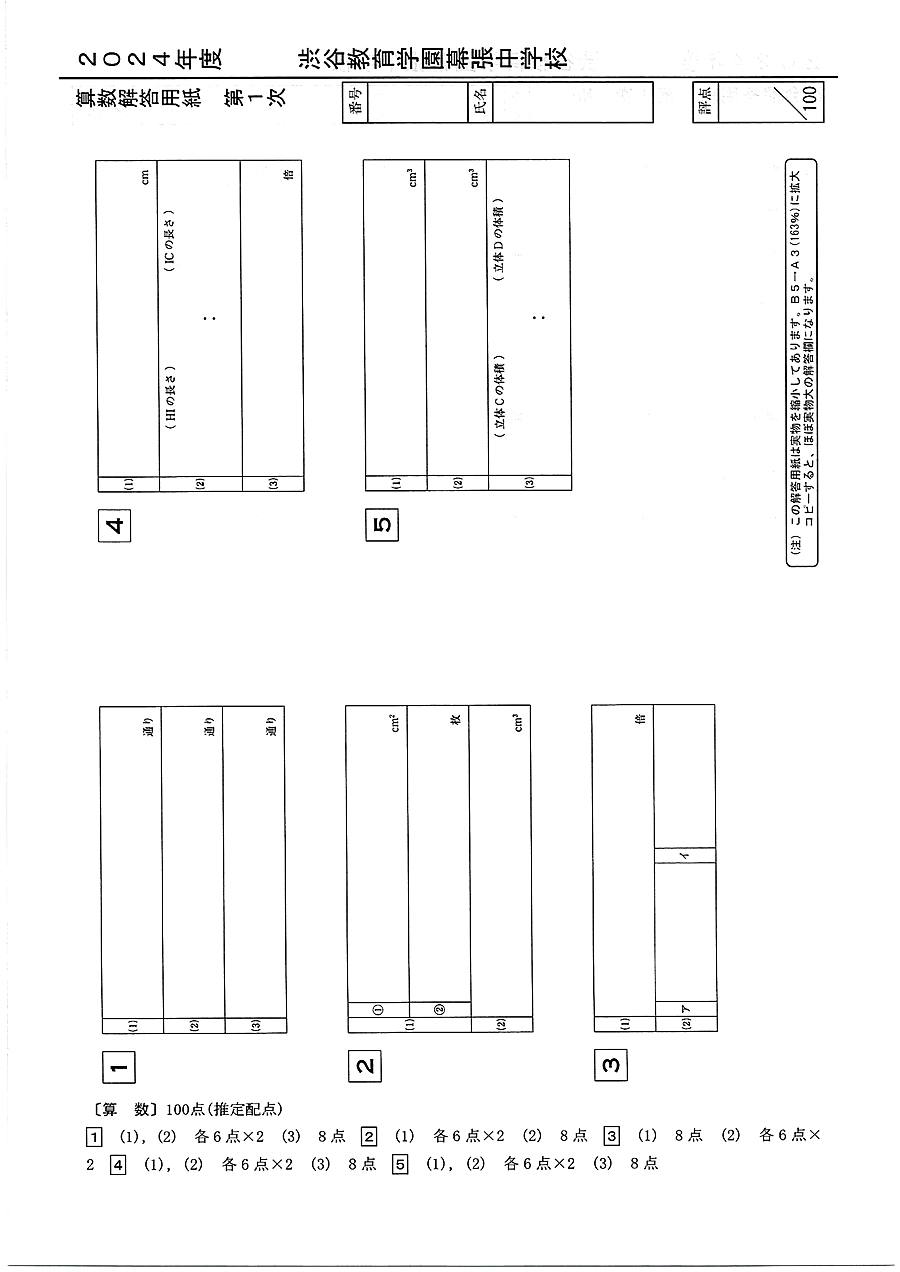 2024年度 渋谷教育学園幕張中学校
算数解答用紙 第1次
番号
氏名
評点
／100
1
(1) 通り
(2) 通り
(3) 通り
2
(1)
① cm²
② 枚
(2) cm³
3
(1) 倍
(2) ア イ
4
(1) cm
(2) (HIの長さ) : (ICの長さ)
(3) 倍
5
(1) cm³
(2) cm³
(3) (立体Cの体積) : (立体Dの体積)
(注) この解答用紙は実物を縮小してあります。B5→A3(163%)に拡大
コピーすると、ほぼ実物大の解答欄になります。
〔算 数〕100点(推定配点)
1 (1), (2) 各6点×2 (3) 8点 2 (1) 各6点×2 (2) 8点 3 (1) 8点 (2) 各6点×
2 4 (1), (2) 各6点×2 (3) 8点 5 (1), (2) 各6点×2 (3) 8点